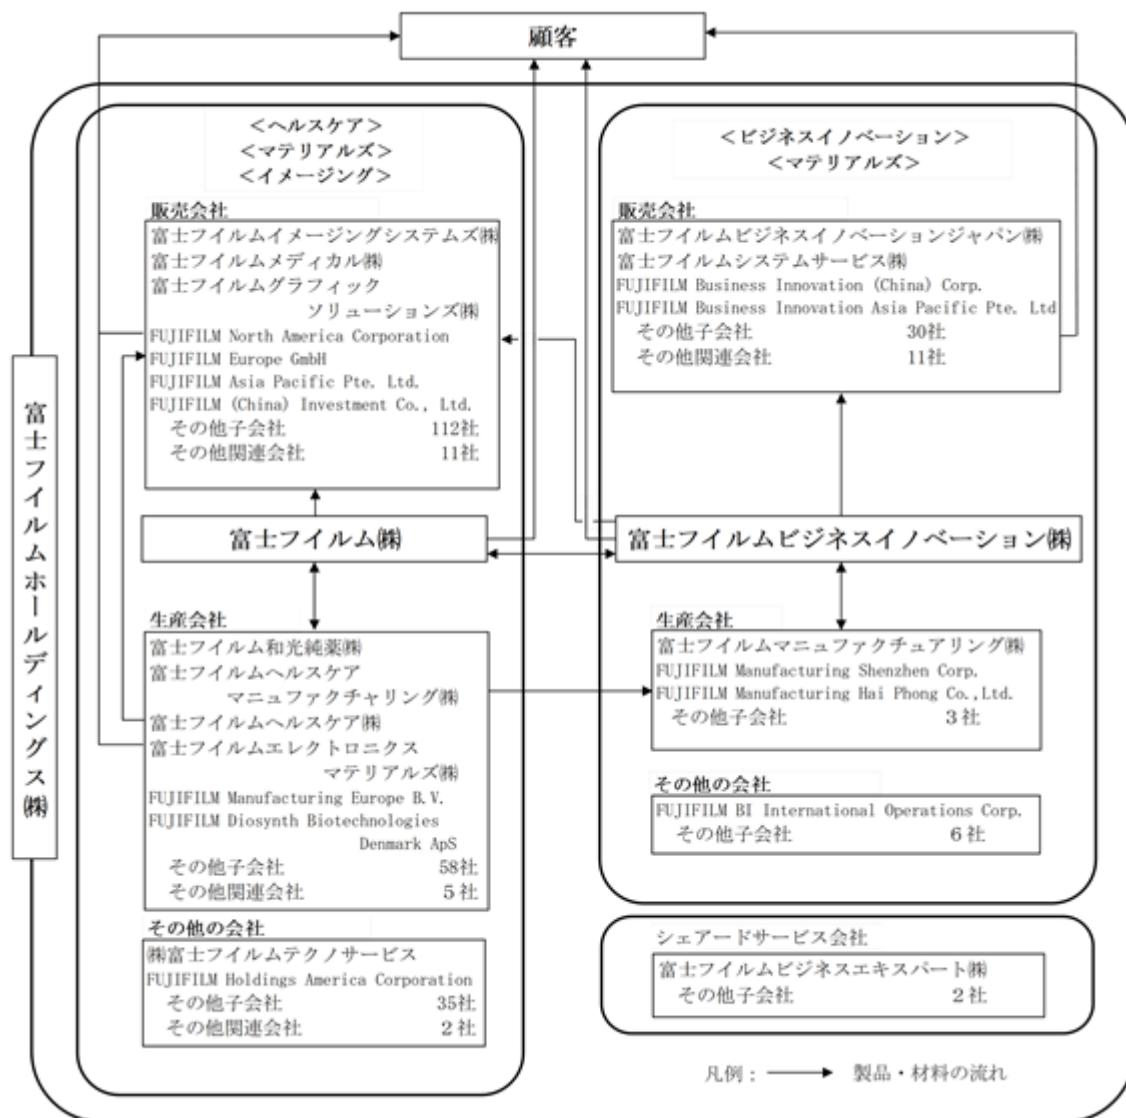 顧客
富士フイルムホールディングス㈱
＜ヘルスケア＞
＜マテリアルズ＞
＜イメージング＞
販売会社
富士フイルムイメージングシステムズ㈱
富士フイルムメディカル㈱
富士フイルムグラフィック
ソリューションズ㈱
FUJIFILM North America Corporation
FUJIFILM Europe GmbH
FUJIFILM Asia Pacific Pte. Ltd.
FUJIFILM (China) Investment Co., Ltd.
その他子会社 112社
その他関連会社 11社
富士フイルム㈱
生産会社
富士フイルム和光純薬㈱
富士フイルムヘルスケア
マニュファクチャリング㈱
富士フイルムヘルスケア㈱
富士フイルムエレクトロニクス
マテリアルズ㈱
FUJIFILM Manufacturing Europe B.V.
FUJIFILM Diosynth Biotechnologies
Denmark ApS
その他子会社 58社
その他関連会社 5社
その他の会社
㈱富士フイルムテクノサービス
FUJIFILM Holdings America Corporation
その他子会社 35社
その他関連会社 2社
＜ビジネスイノベーション＞
＜マテリアルズ＞
販売会社
富士フイルムビジネスイノベーションジャパン㈱
富士フイルムシステムサービス㈱
FUJIFILM Business Innovation (China) Corp.
FUJIFILM Business Innovation Asia Pacific Pte. Ltd
その他子会社 30社
その他関連会社 11社
富士フイルムビジネスイノベーション㈱
生産会社
富士フイルムマニュファクチュアリング㈱
FUJIFILM Manufacturing Shenzhen Corp.
FUJIFILM Manufacturing Hai Phong Co.,Ltd.
その他子会社 3社
その他の会社
FUJIFILM BI International Operations Corp.
その他子会社 6社
シェアードサービス会社
富士フイルムビジネスエキスパート㈱
その他子会社 2社
凡例： 製品・材料の流れ